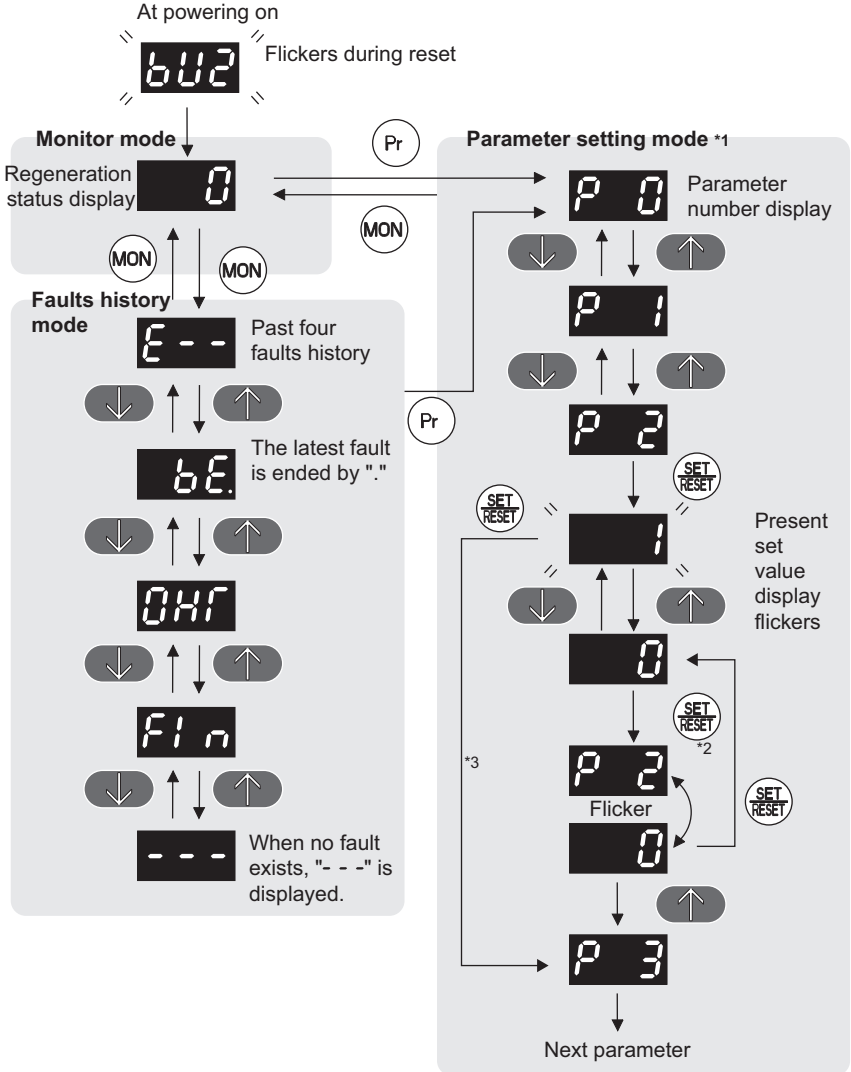 At powering on
bU2
Flickers during reset
Monitor mode
Regeneration
status display
0
Pr
MON
MON
MON
Faults history
mode
E--
Past four
faults history
Pr
bE.
The latest fault
is ended by "."
OHT
FIn
---
When no fault
exists, "- - -" is
displayed.
Parameter setting mode *1
P 0
Parameter
number display
P 1
P 2
SET
RESET
SET
RESET
1
Present
set
value
display
flickers
0
SET
RESET
*2
*3
P 2
Flicker
0
SET
RESET
P 3
Next parameter